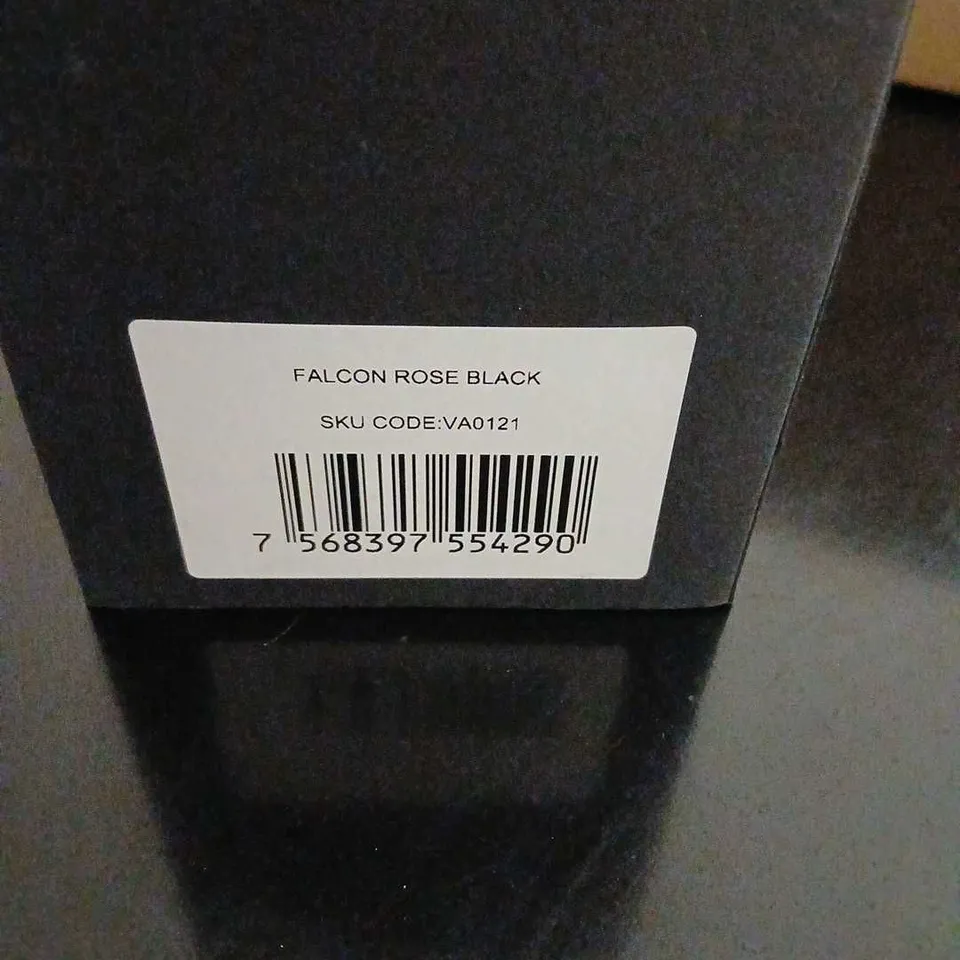 FALCON ROSE BLACK
SKU CODE:VA0121
7 568397 554290